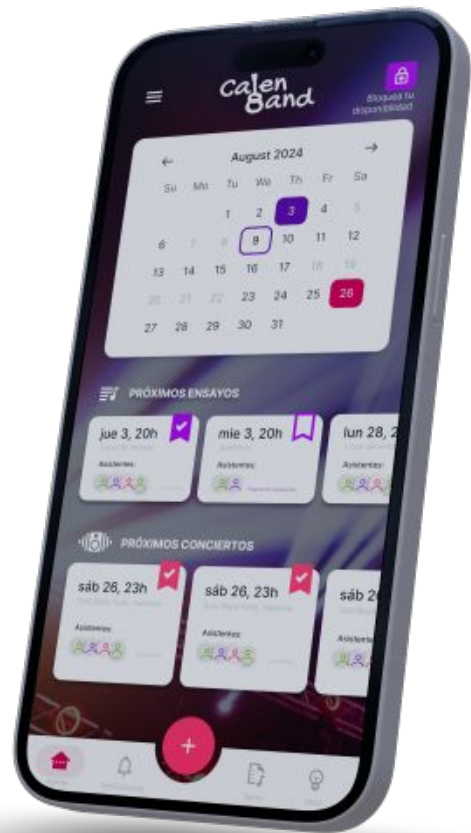 Calen
Band
Bloquea tu
disponibilidad
August 2024
Su Mo Tu We Th Fr Sa
1 2 3 4 5
6 7 8 9 10 11 12
13 14 15 16 17 18 19
20 21 22 23 24 25 26
27 28 29 30 31
PRÓXIMOS ENSAYOS
jue 3, 20h mie 3, 20h lun 28, 2
Asistentes: Asistentes: Asistentes:
PRÓXIMOS CONCIERTOS
sáb 26, 23h sáb 26, 23h sáb 26
Asistentes: Asistentes: Asistente